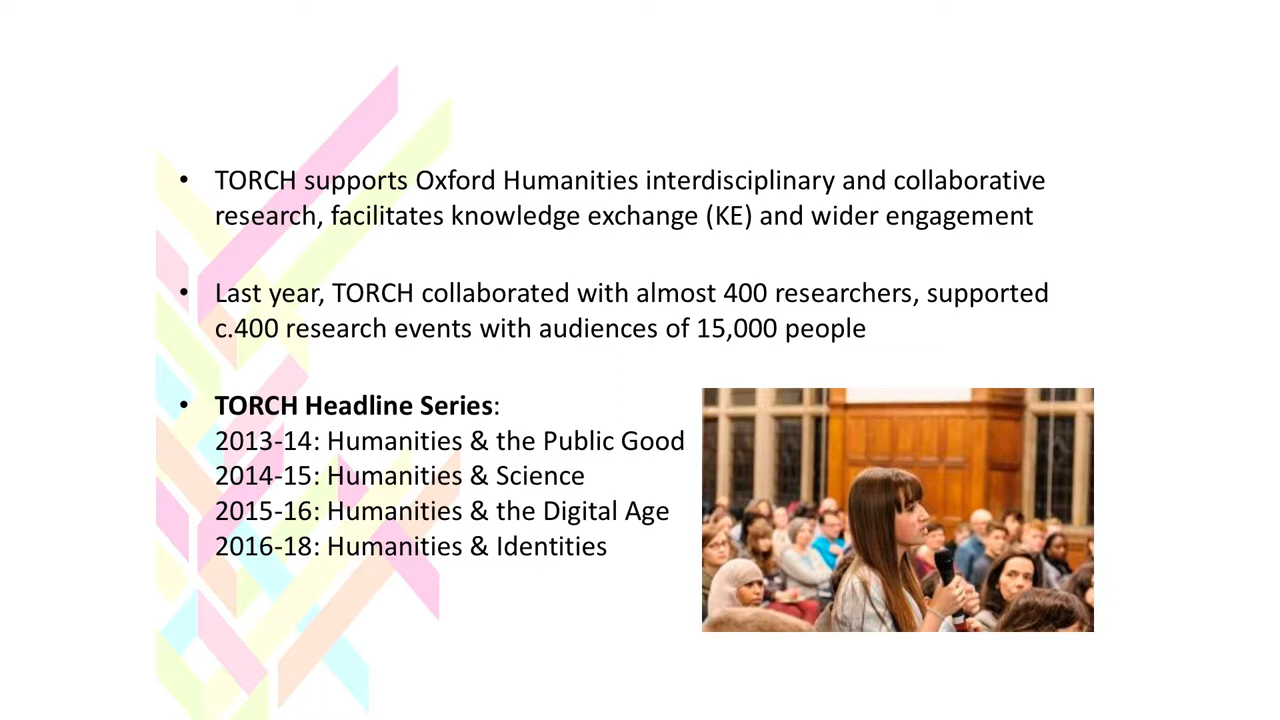 • TORCH supports Oxford Humanities interdisciplinary and collaborative
research, facilitates knowledge exchange (KE) and wider engagement
• Last year, TORCH collaborated with almost 400 researchers, supported
c.400 research events with audiences of 15,000 people
• TORCH Headline Series:
2013-14: Humanities & the Public Good
2014-15: Humanities & Science
2015-16: Humanities & the Digital Age
2016-18: Humanities & Identities